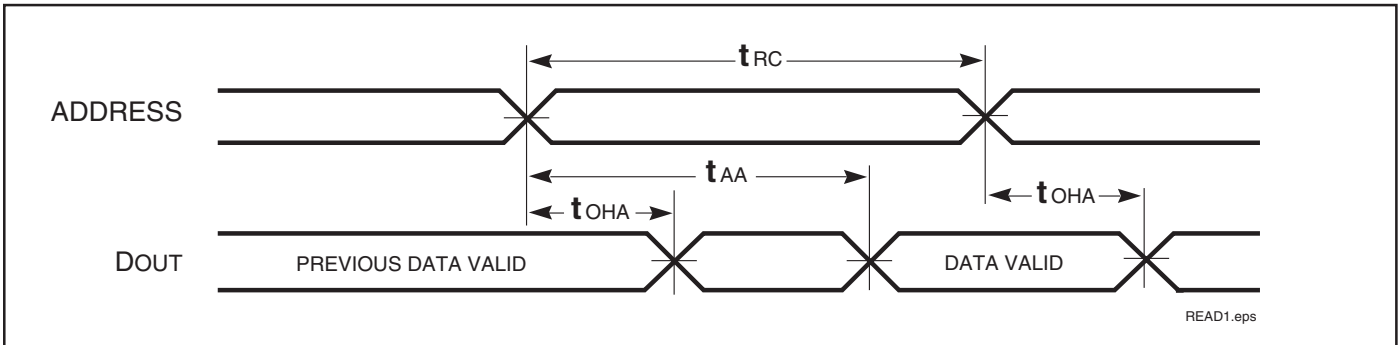 tRC
ADDRESS
tAA
tOHA
tOHA
DOUT
PREVIOUS DATA VALID
DATA VALID
READ1.eps